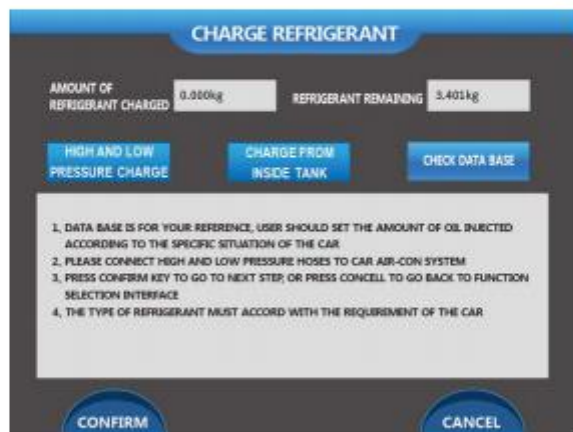 CHARGE REFRIGERANT
AMOUNT OF
REFRIGERANT CHARGED
0.000kg
REFRIGERANT REMAINING
3.401kg
HIGH AND LOW
PRESSURE CHARGE
CHARGE FROM
INSIDE TANK
CHECK DATA BASE
1, DATA BASE IS FOR YOUR REFERENCE, USER SHOULD SET THE AMOUNT OF OIL INJECTED
ACCORDING TO THE SPECIFIC SITUATION OF THE CAR
2, PLEASE CONNECT HIGH AND LOW PRESSURE HOSES TO CAR AIR-CON SYSTEM
3, PRESS CONFIRM KEY TO GO TO NEXT STEP, OR PRESS CONCELL TO GO BACK TO FUNCTION
SELECTION INTERFACE
4, THE TYPE OF REFRIGERANT MUST ACCORD WITH THE REQUIREMENT OF THE CAR
CONFIRM
CANCEL